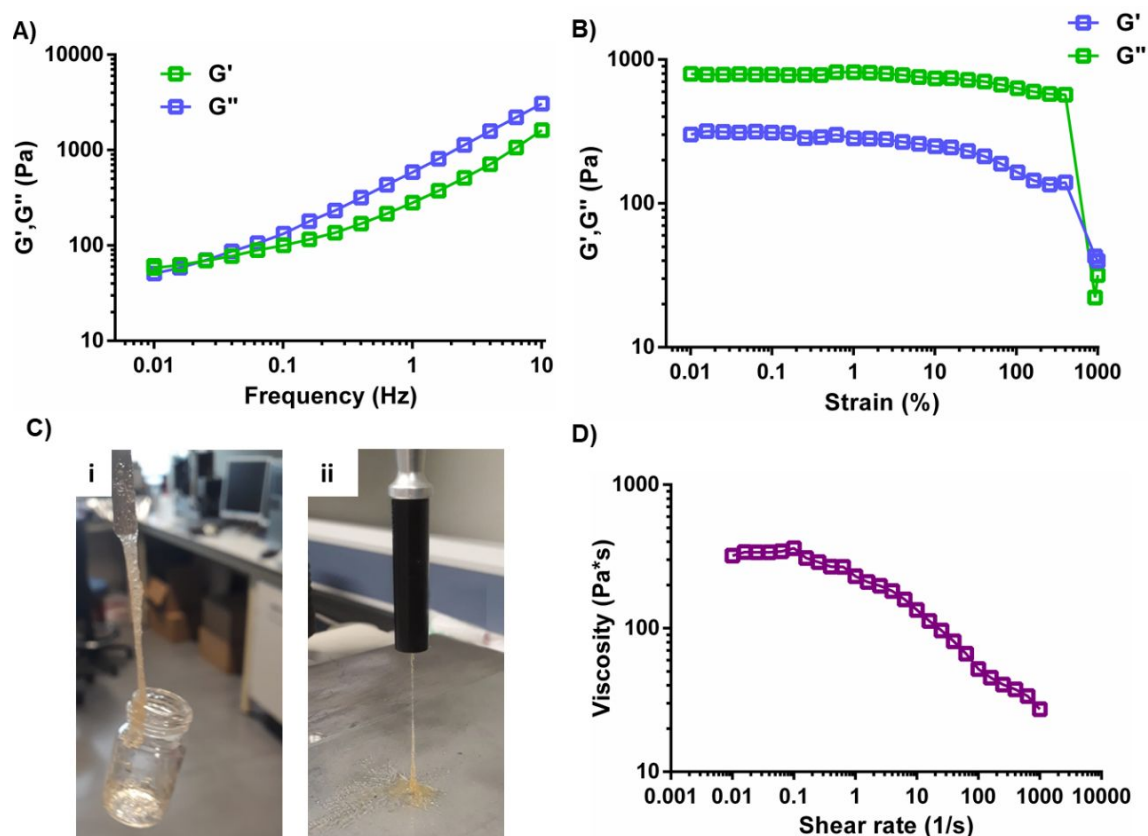 A)
G'
G"
G',G" (Pa)
10000
1000
100
10
0.01
0.1
1
10
Frequency (Hz)
B)
G'
G"
G',G" (Pa)
1000
100
10
0.01
0.1
1
10
100
1000
Strain (%)
C)
i
ii
D)
Viscosity (Pa*s)
1000
100
10
0.001
0.01
0.1
1
10
100
1000
10000
Shear rate (1/s)